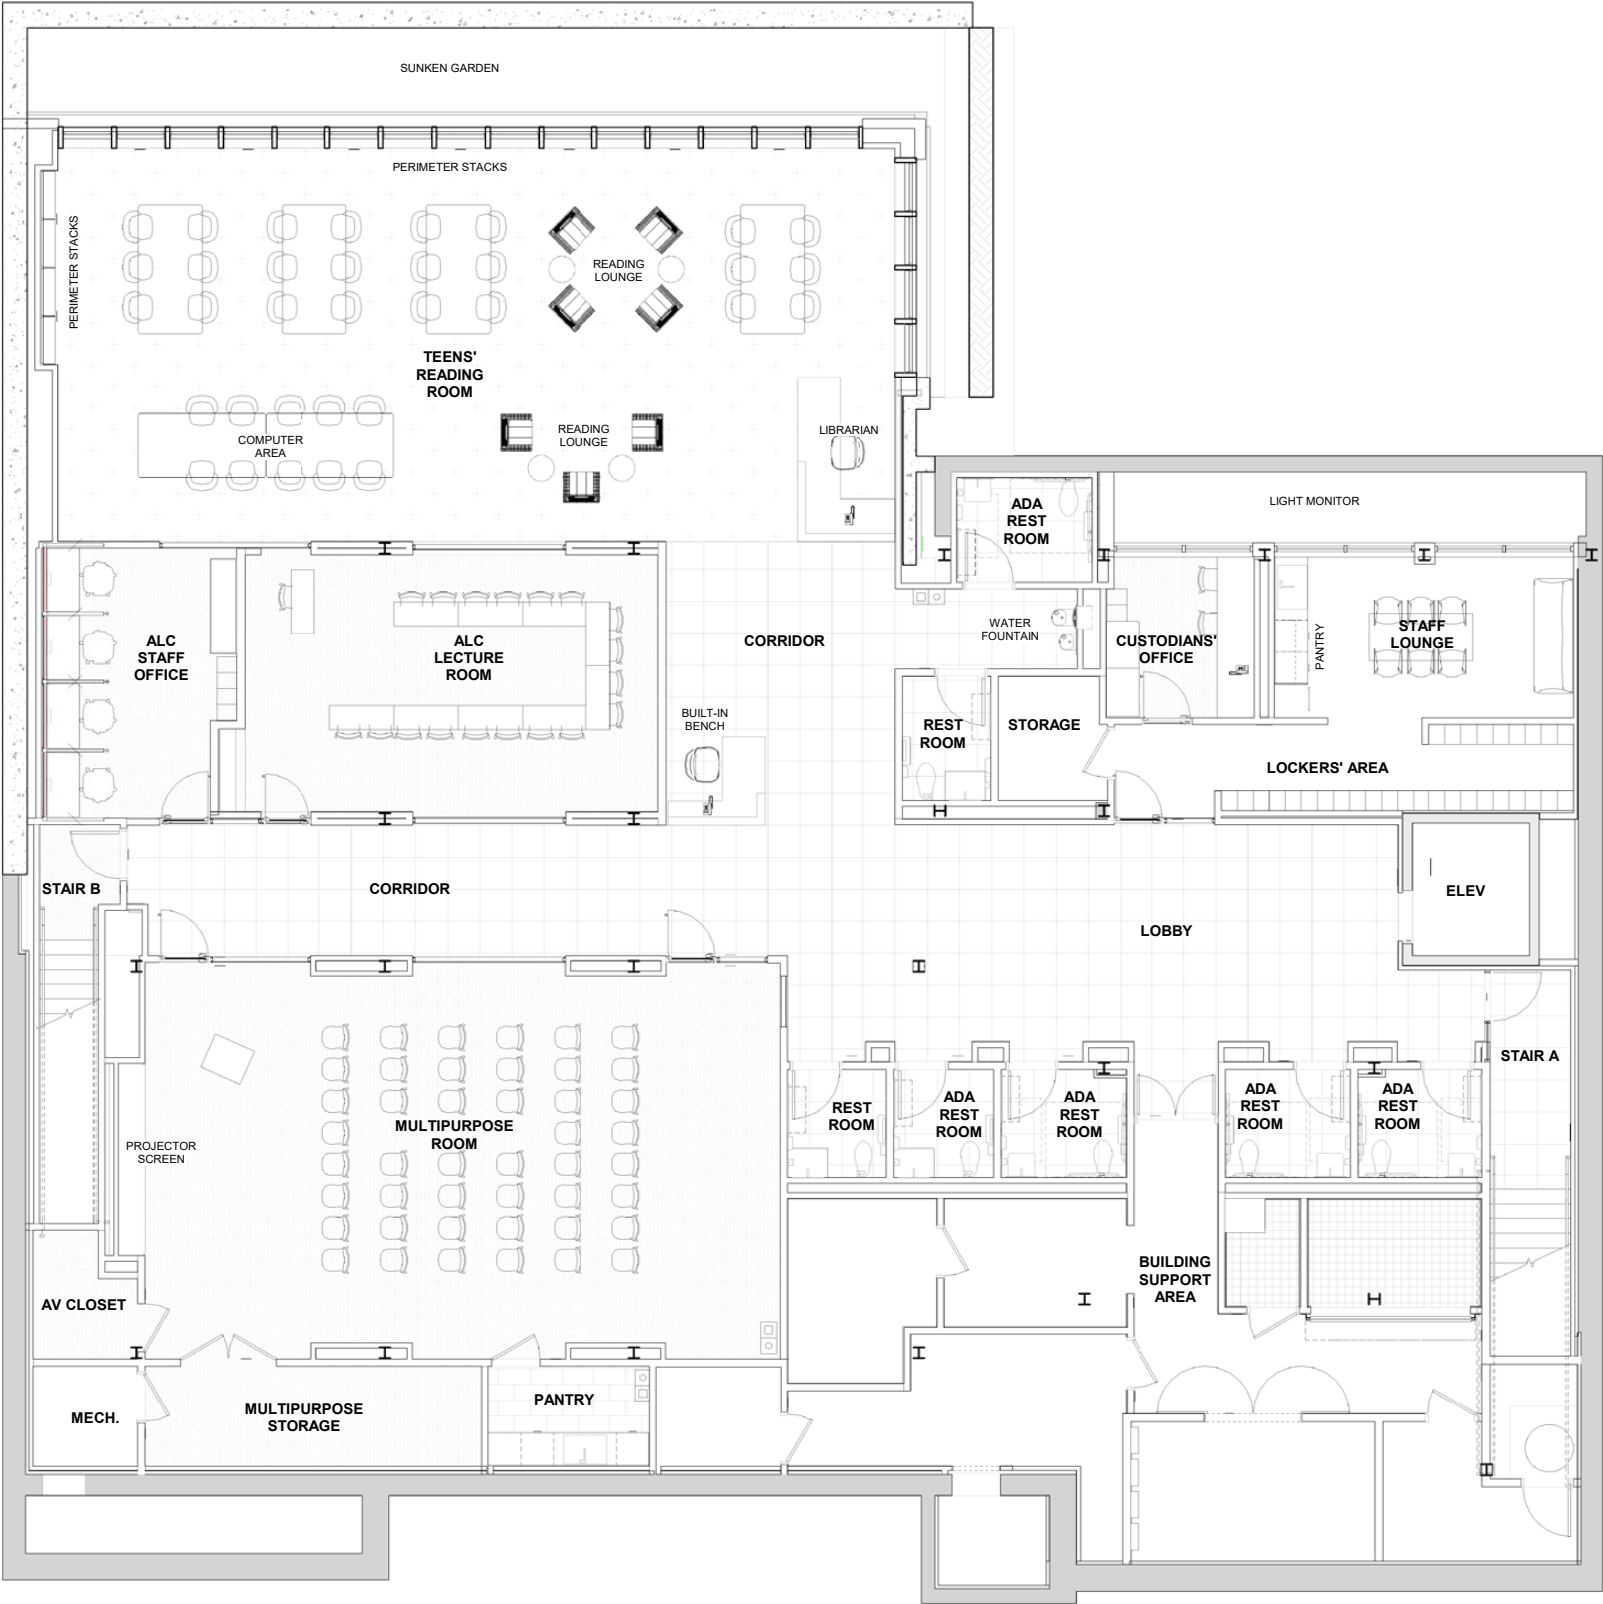 SUNKEN GARDEN
PERIMETER STACKS
PERIMETER STACKS
READING
LOUNGE
TEENS'
READING
ROOM
COMPUTER
AREA
READING
LOUNGE
LIBRARIAN
ADA
REST
ROOM
LIGHT MONITOR
ALC
STAFF
OFFICE
ALC
LECTURE
ROOM
CORRIDOR
WATER
FOUNTAIN
CUSTODIANS'
OFFICE
PANTRY
STAFF
LOUNGE
BUILT-IN
BENCH
REST
ROOM
STORAGE
LOCKERS' AREA
STAIR B
CORRIDOR
ELEV
LOBBY
STAIR A
PROJECTOR
SCREEN
MULTIPURPOSE
ROOM
REST
ROOM
ADA
REST
ROOM
ADA
REST
ROOM
ADA
REST
ROOM
ADA
REST
ROOM
AV CLOSET
BUILDING
SUPPORT
AREA
MECH.
MULTIPURPOSE
STORAGE
PANTRY